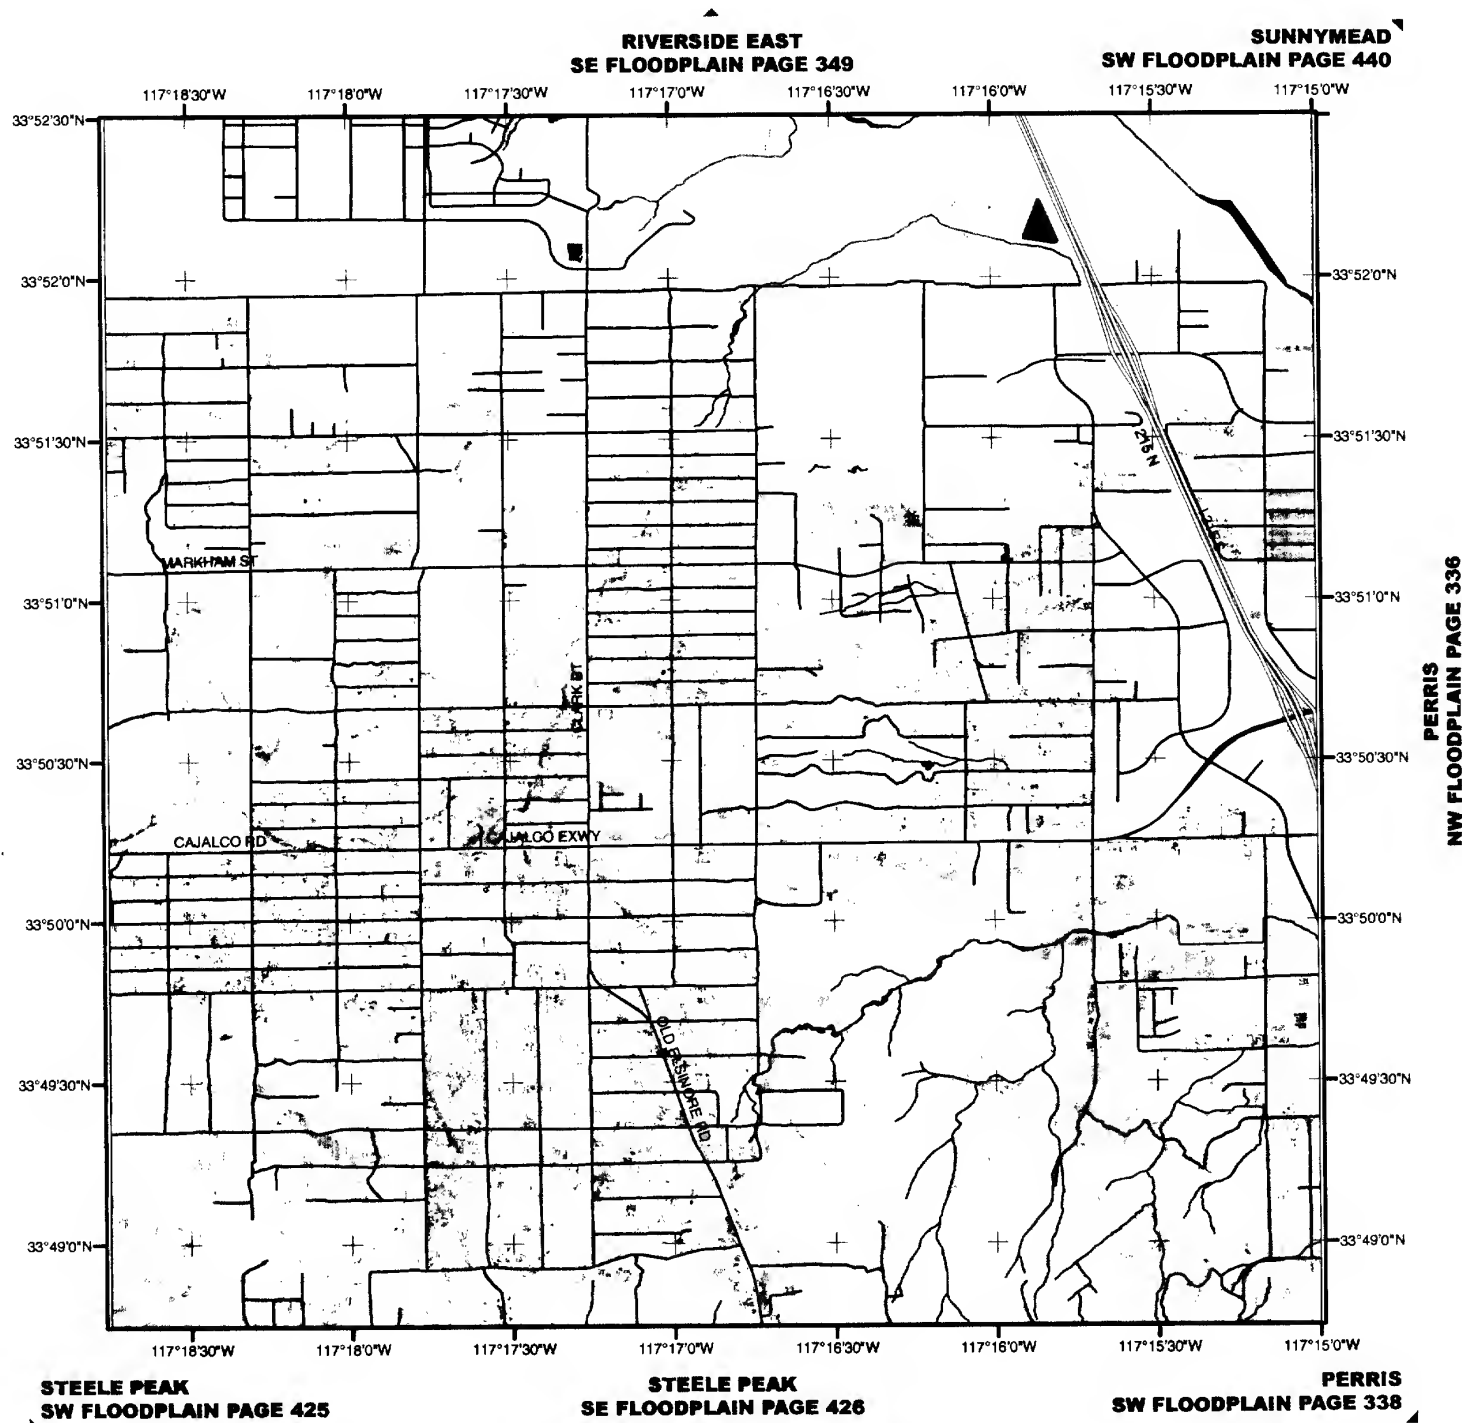 RIVERSIDE EAST
SE FLOODPLAIN PAGE 349
SUNNYMEAD
SW FLOODPLAIN PAGE 440
117°18'30"W 117°18'0"W 117°17'30"W 117°17'0"W 117°16'30"W 117°16'0"W 117°15'30"W 117°15'0"W
33°52'30"N
33°52'0"N 33°52'0"N
33°51'30"N 33°51'30"N
215 N
MARKHAM ST
33°51'0"N 33°51'0"N
CLARK ST
PERRIS
NW FLOODPLAIN PAGE 336
33°50'30"N 33°50'30"N
CAJALCO RD CAJALCO EXWY
33°50'0"N 33°50'0"N
OLD ELSINORE RD
33°49'30"N 33°49'30"N
33°49'0"N 33°49'0"N
117°18'30"W 117°18'0"W 117°17'30"W 117°17'0"W 117°16'30"W 117°16'0"W 117°15'30"W 117°15'0"W
STEELE PEAK
SW FLOODPLAIN PAGE 425
STEELE PEAK
SE FLOODPLAIN PAGE 426
PERRIS
SW FLOODPLAIN PAGE 338